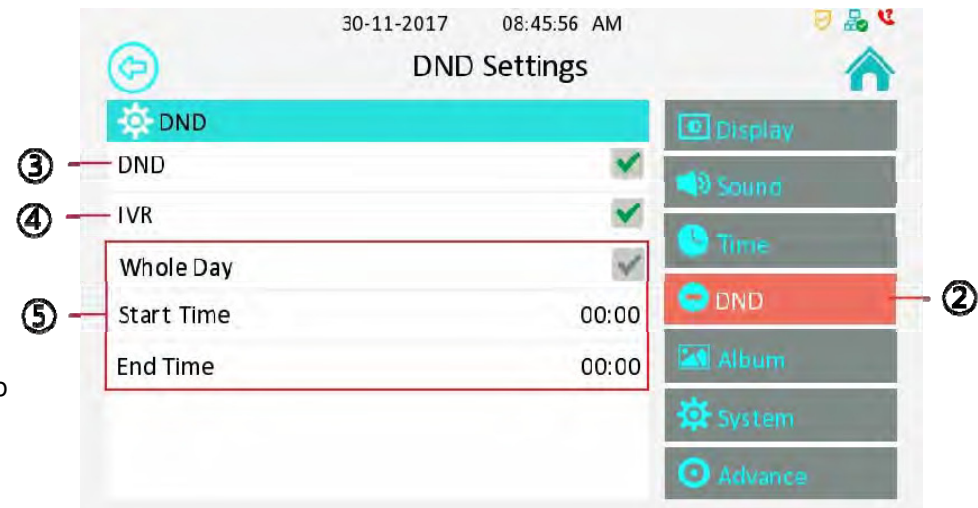 30-11-2017 08:45:56 AM
DND Settings
DND
③ DND
④ IVR
Whole Day
⑤ Start Time 00:00
End Time 00:00
Display
Sound
Time
DND ②
Album
System
Advance